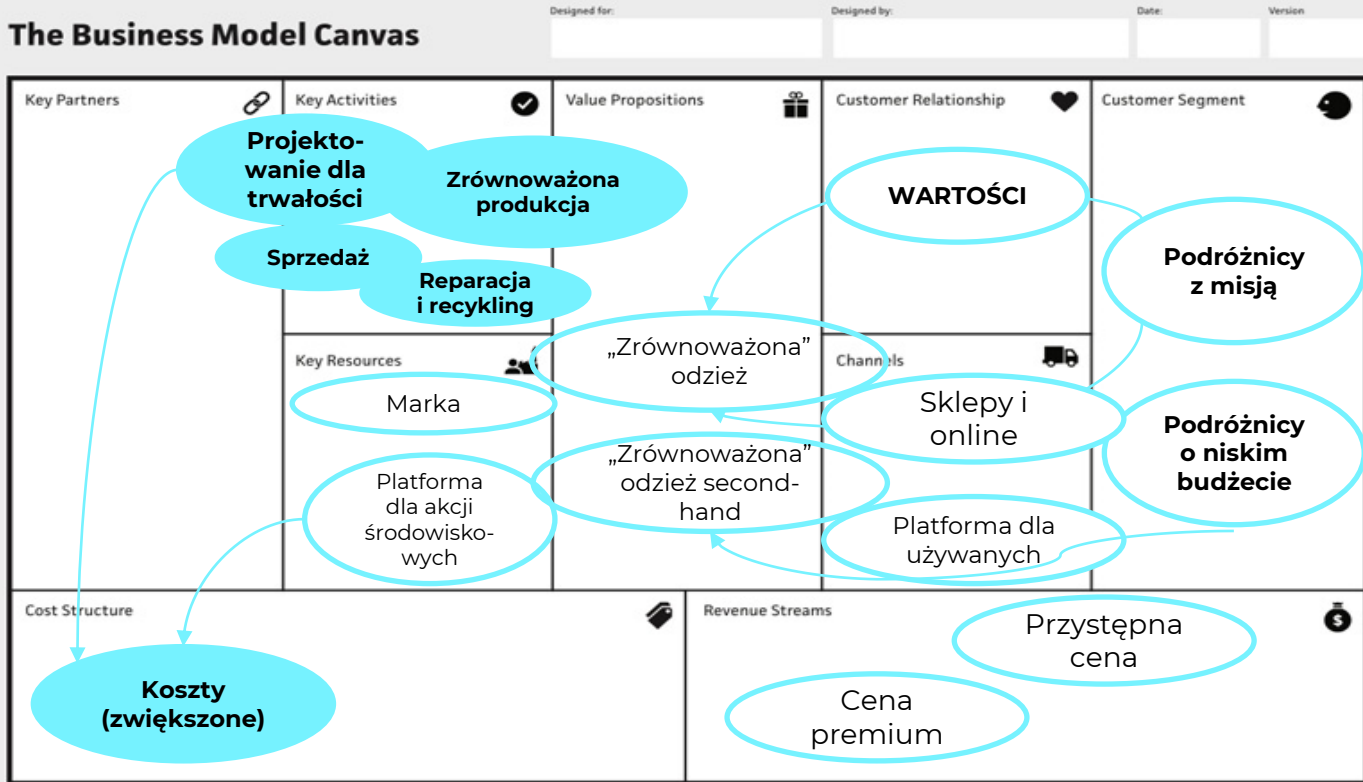 Designed for:
Designed by:
Date:
Version
The Business Model Canvas
Key Partners
Key Activities
Projekto-
wanie dla
trwałości
Zrównoważona
produkcja
Sprzedaż
Reparacja
i recykling
Key Resources
Marka
Platforma
dla akcji
środowisko-
wych
Value Propositions
„Zrównoważona”
odzież
„Zrównoważona”
odzież second-
hand
Customer Relationship
WARTOŚCI
Channels
Sklepy i
online
Platforma dla
używanych
Customer Segment
Podróżnicy
z misją
Podróżnicy
o niskim
budżecie
Cost Structure
Koszty
(zwiększone)
Revenue Streams
Przystępna
cena
Cena
premium